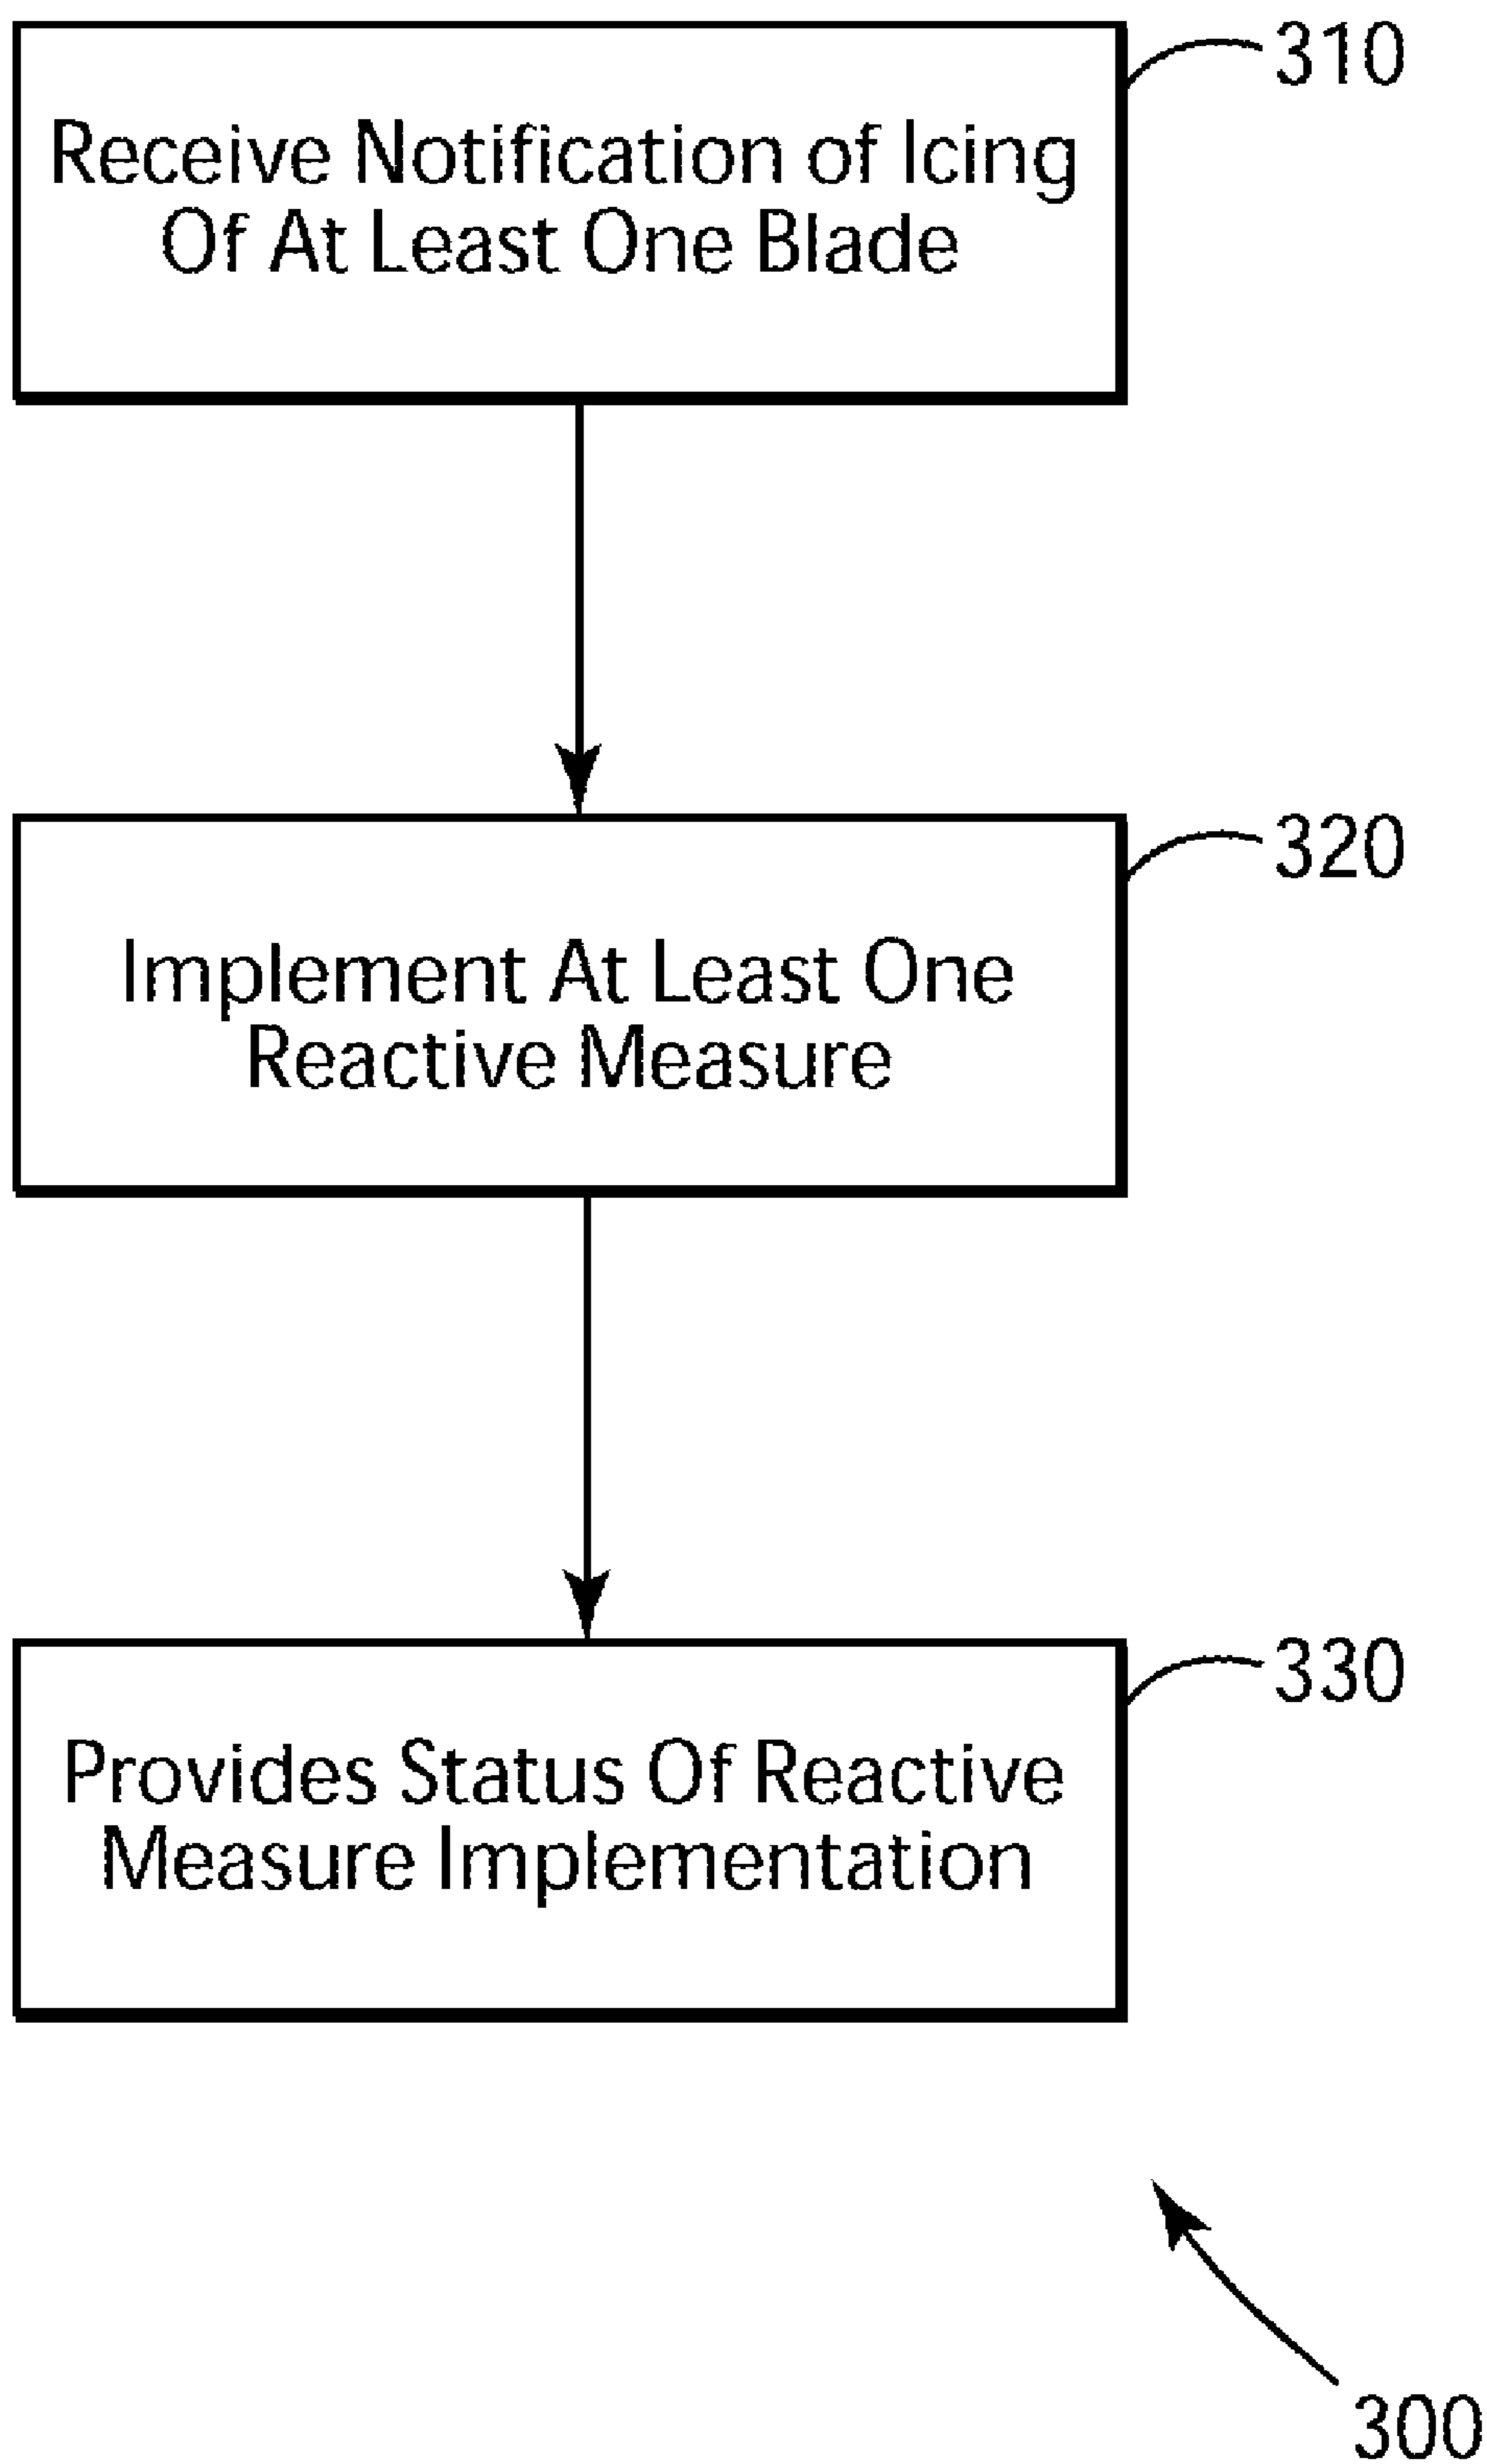 310
Receive Notification of Icing
Of At Least One Blade
320
Implement At Least One
Reactive Measure
330
Provides Status Of Reactive
Measure Implementation
300